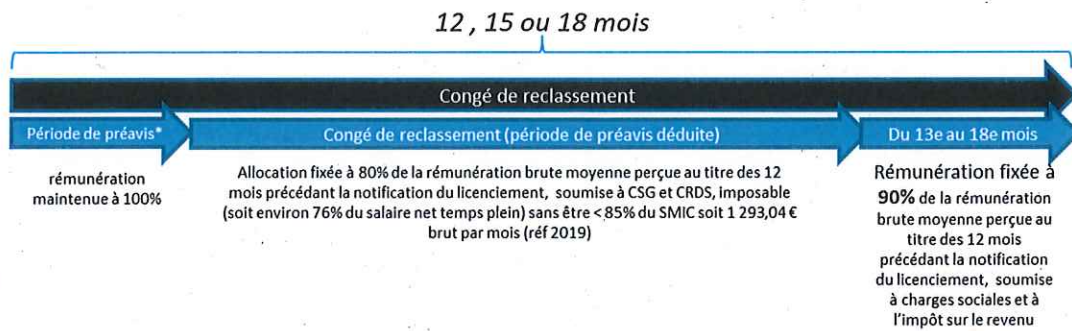 12 , 15 ou 18 mois
Congé de reclassement
Période de préavis*
Congé de reclassement (période de préavis déduite)
Du 13e au 18e mois
rémunération
maintenue à 100%
Allocation fixée à 80% de la rémunération brute moyenne perçue au titre des 12
mois précédant la notification du licenciement, soumise à CSG et CRDS, imposable
(soit environ 76% du salaire net temps plein) sans être < 85% du SMIC soit 1 293,04 €
brut par mois (réf 2019)
Rémunération fixée à
90% de la rémunération
brute moyenne perçue au
titre des 12 mois
précédant la notification
du licenciement, soumise
à charges sociales et à
l'impôt sur le revenu